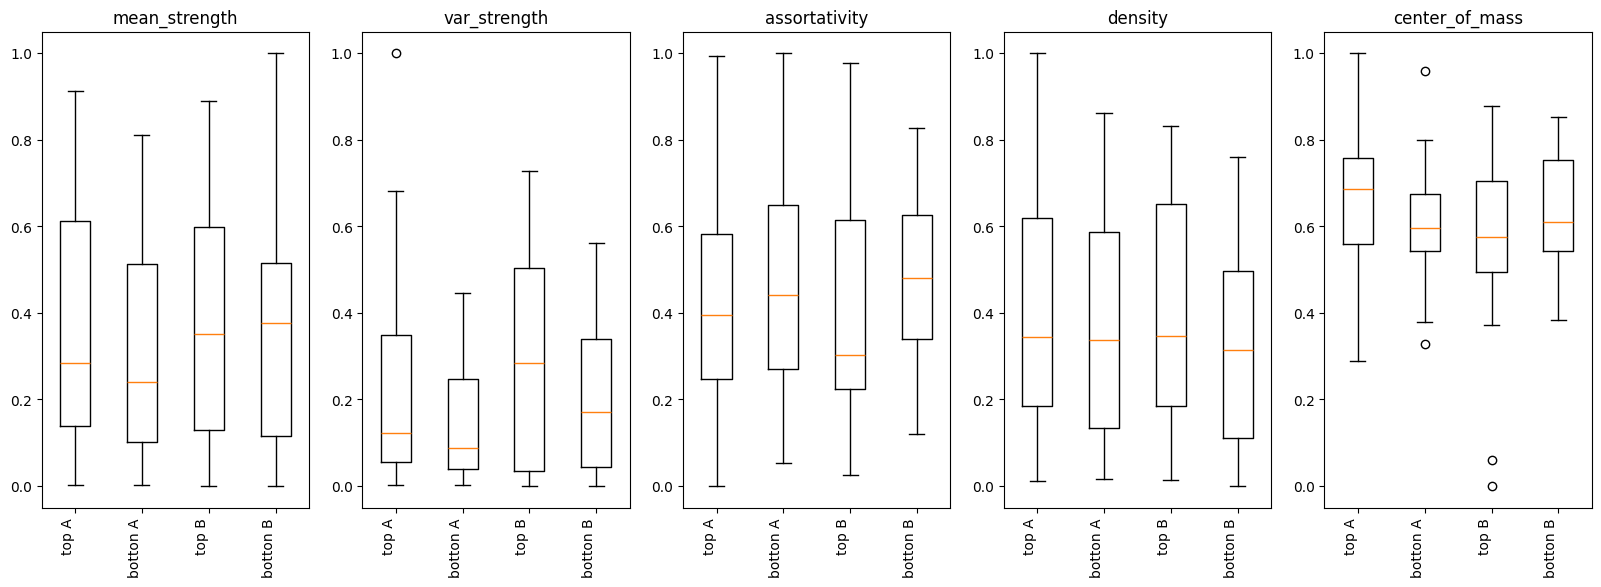 mean_strength
1.0
0.8
0.6
0.4
0.2
0.0
top A
botton A
top B
botton B
var_strength
1.0
0.8
0.6
0.4
0.2
0.0
top A
botton A
top B
botton B
assortativity
1.0
0.8
0.6
0.4
0.2
0.0
top A
botton A
top B
botton B
density
1.0
0.8
0.6
0.4
0.2
0.0
top A
botton A
top B
botton B
center_of_mass
1.0
0.8
0.6
0.4
0.2
0.0
top A
botton A
top B
botton B